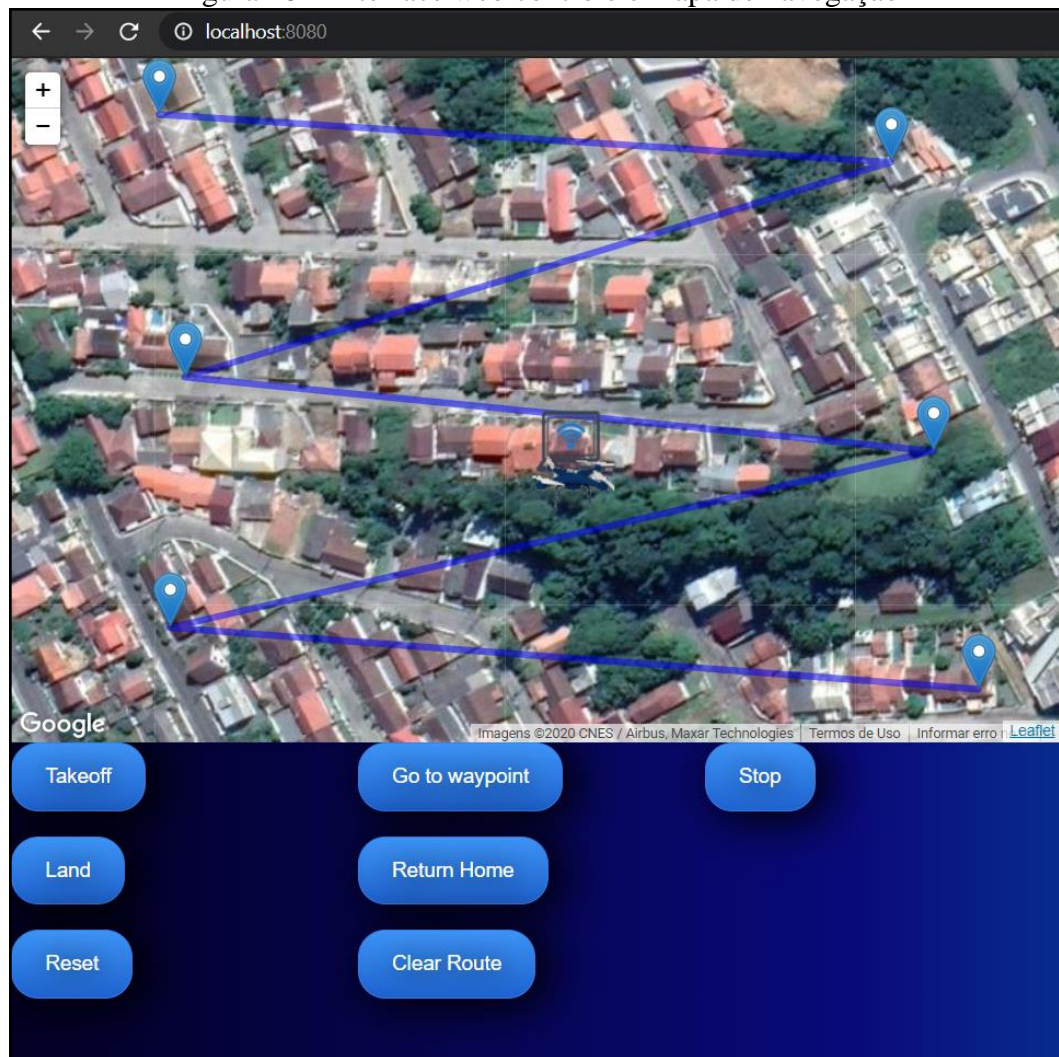 localhost:8080
+
−
Google
Imagens ©2020 CNES / Airbus, Maxar Technologies Termos de Uso Informar erro Leaflet
Takeoff Go to waypoint Stop
Land Return Home
Reset Clear Route